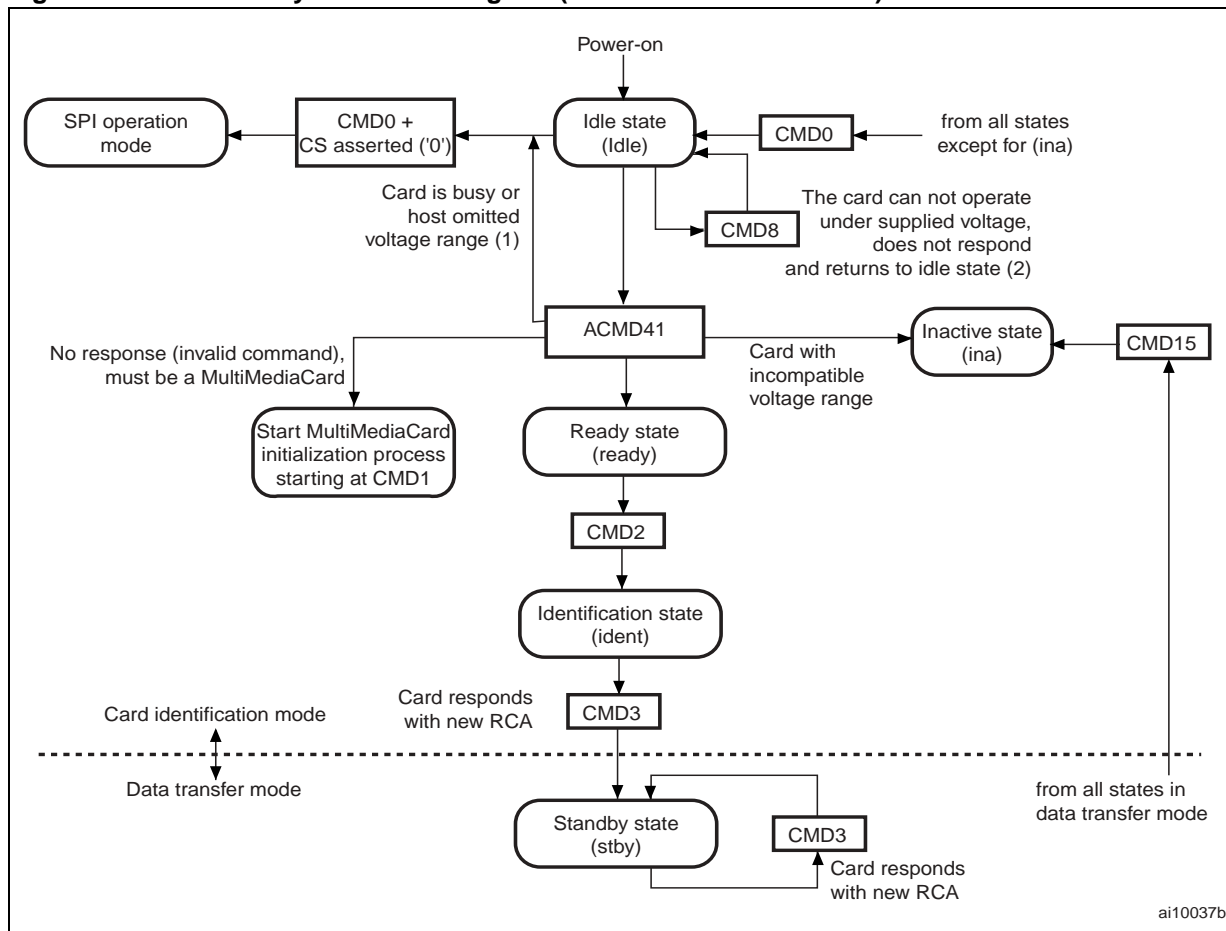 Power-on
SPI operation
mode
CMD0 +
CS asserted ('0')
Idle state
(Idle)
CMD0
from all states
except for (ina)
Card is busy or
host omitted
voltage range (1)
CMD8
The card can not operate
under supplied voltage,
does not respond
and returns to idle state (2)
ACMD41
No response (invalid command),
must be a MultiMediaCard
Card with
incompatible
voltage range
Inactive state
(ina)
CMD15
Start MultiMediaCard
initialization process
starting at CMD1
Ready state
(ready)
CMD2
Identification state
(ident)
Card responds
with new RCA
CMD3
Card identification mode
Data transfer mode
from all states in
data transfer mode
Standby state
(stby)
CMD3
Card responds
with new RCA
ai10037b